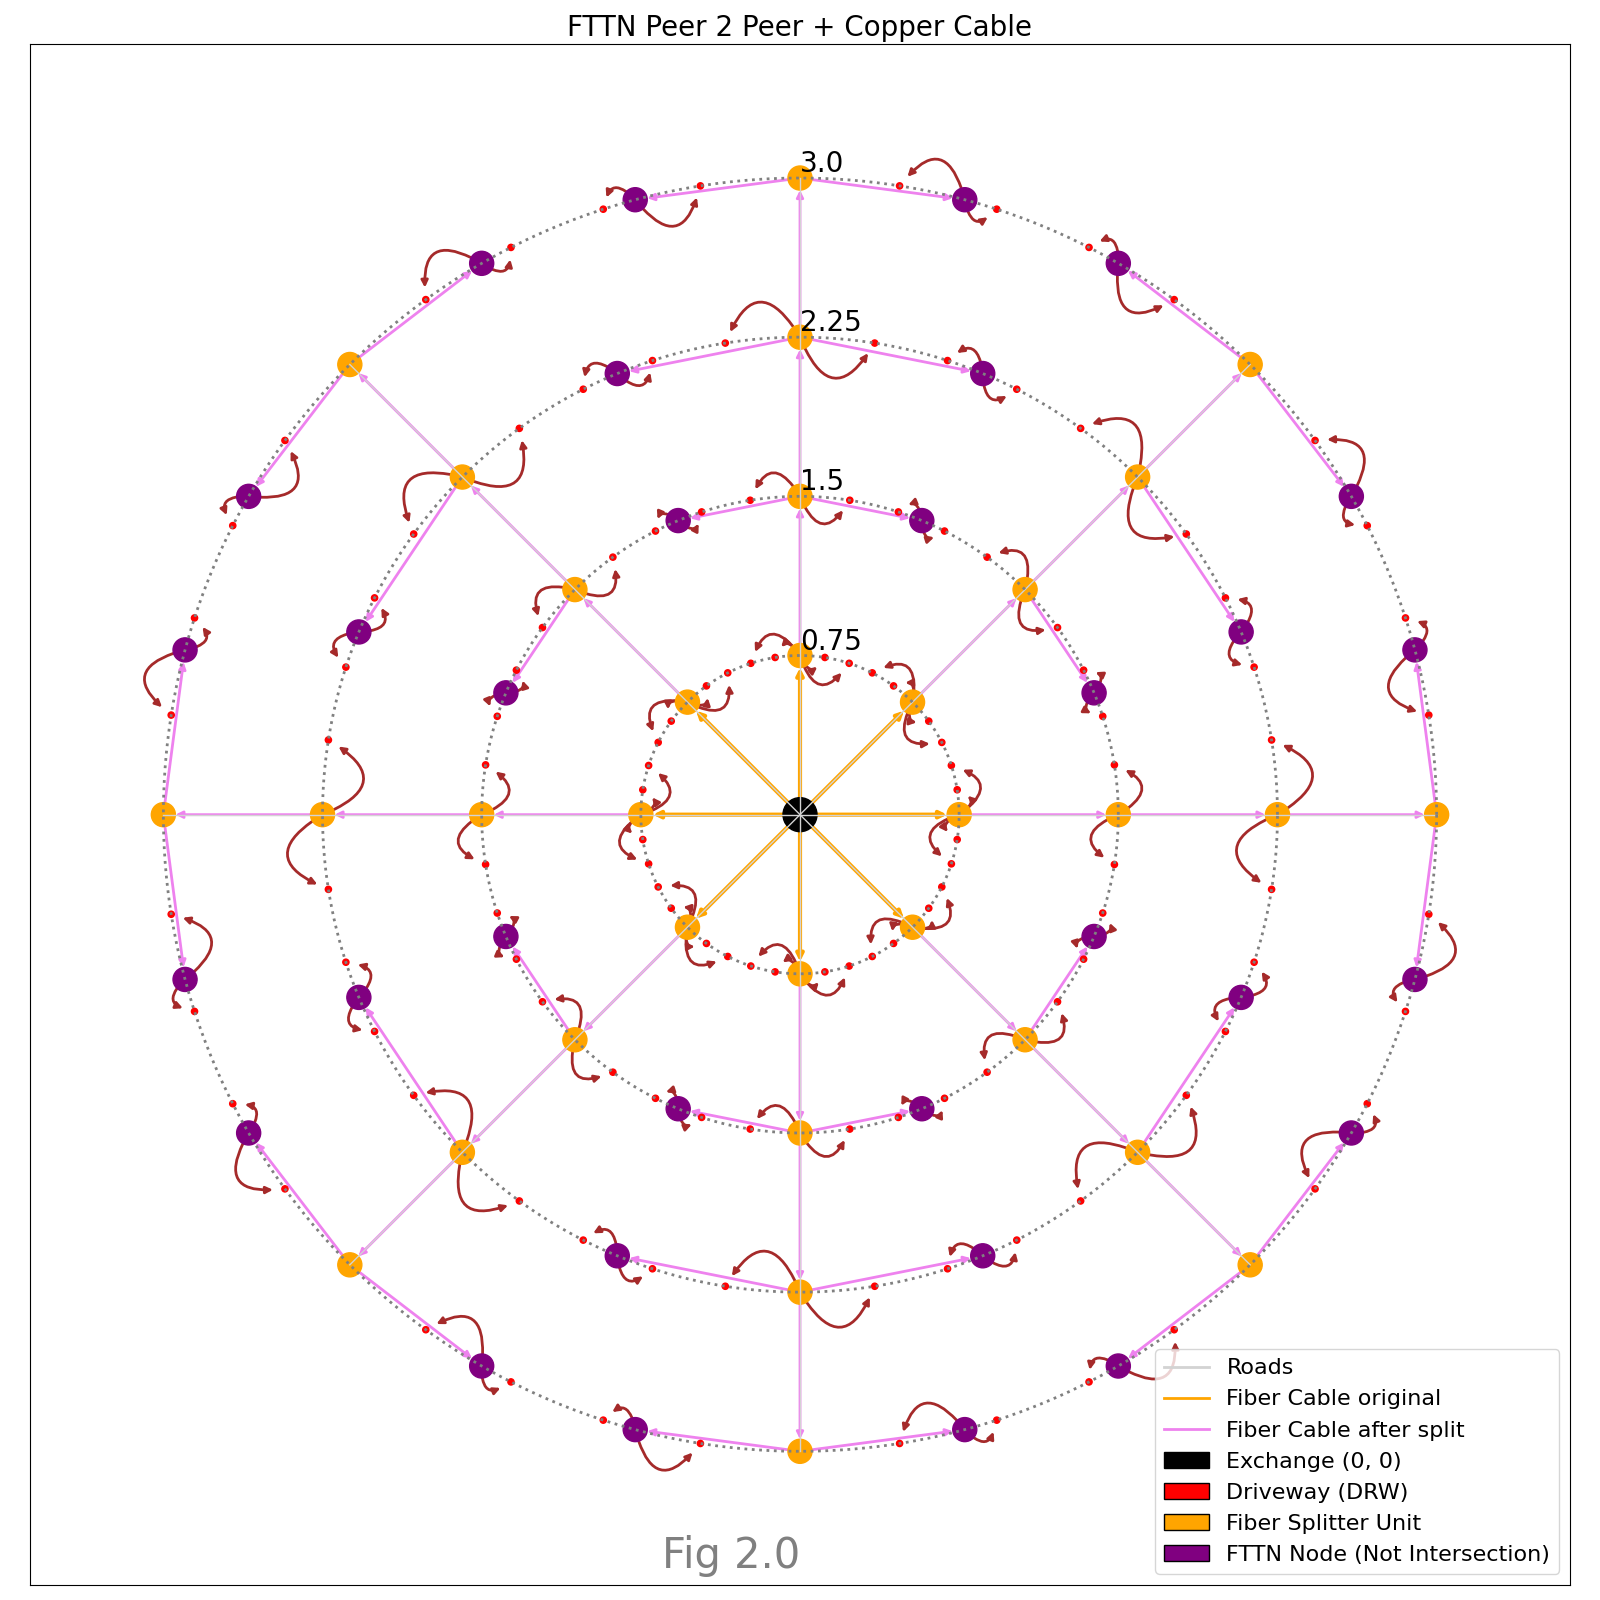 FTTN Peer 2 Peer + Copper Cable
3.0
2.25
1.5
0.75
Roads
Fiber Cable original
Fiber Cable after split
Exchange (0, 0)
Driveway (DRW)
Fiber Splitter Unit
FTTN Node (Not Intersection)
Fig 2.0